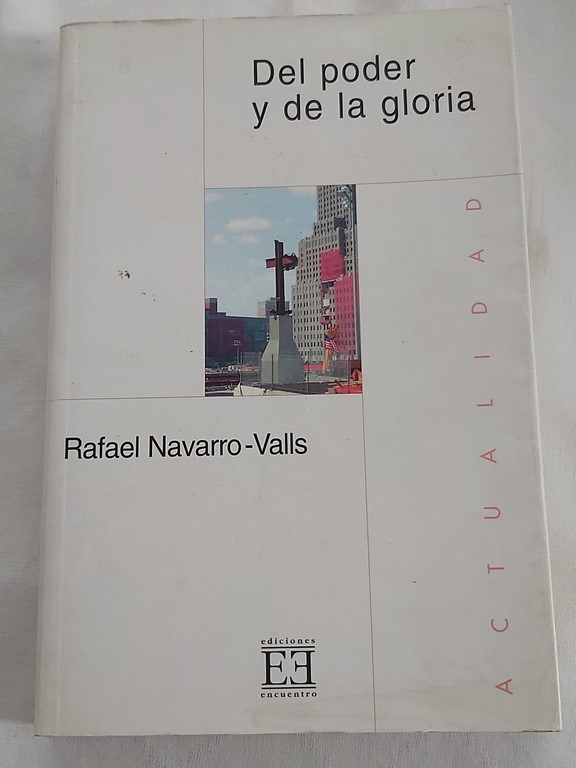 Del poder
y de la gloria
ACTUALIDAD
Rafael Navarro-Valls
ediciones
EE
encuentro